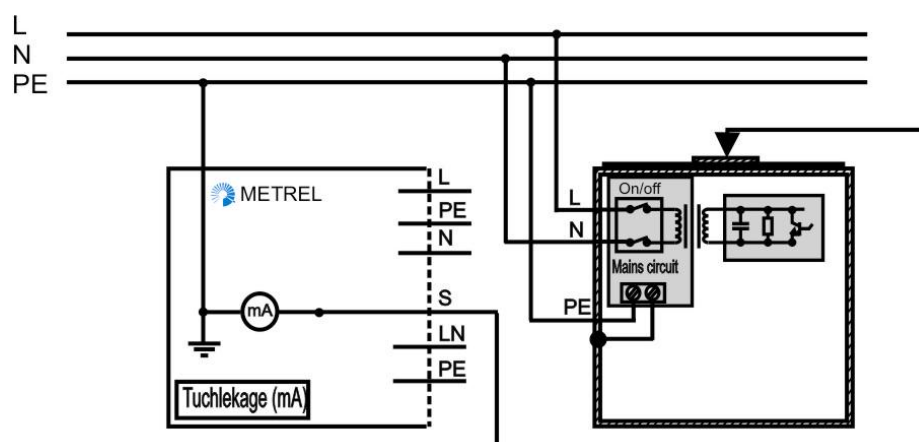 L
N
PE
METREL
L
PE
N
mA
S
LN
PE
Tuchlekage (mA)
On/off
L
N
Mains circuit
PE